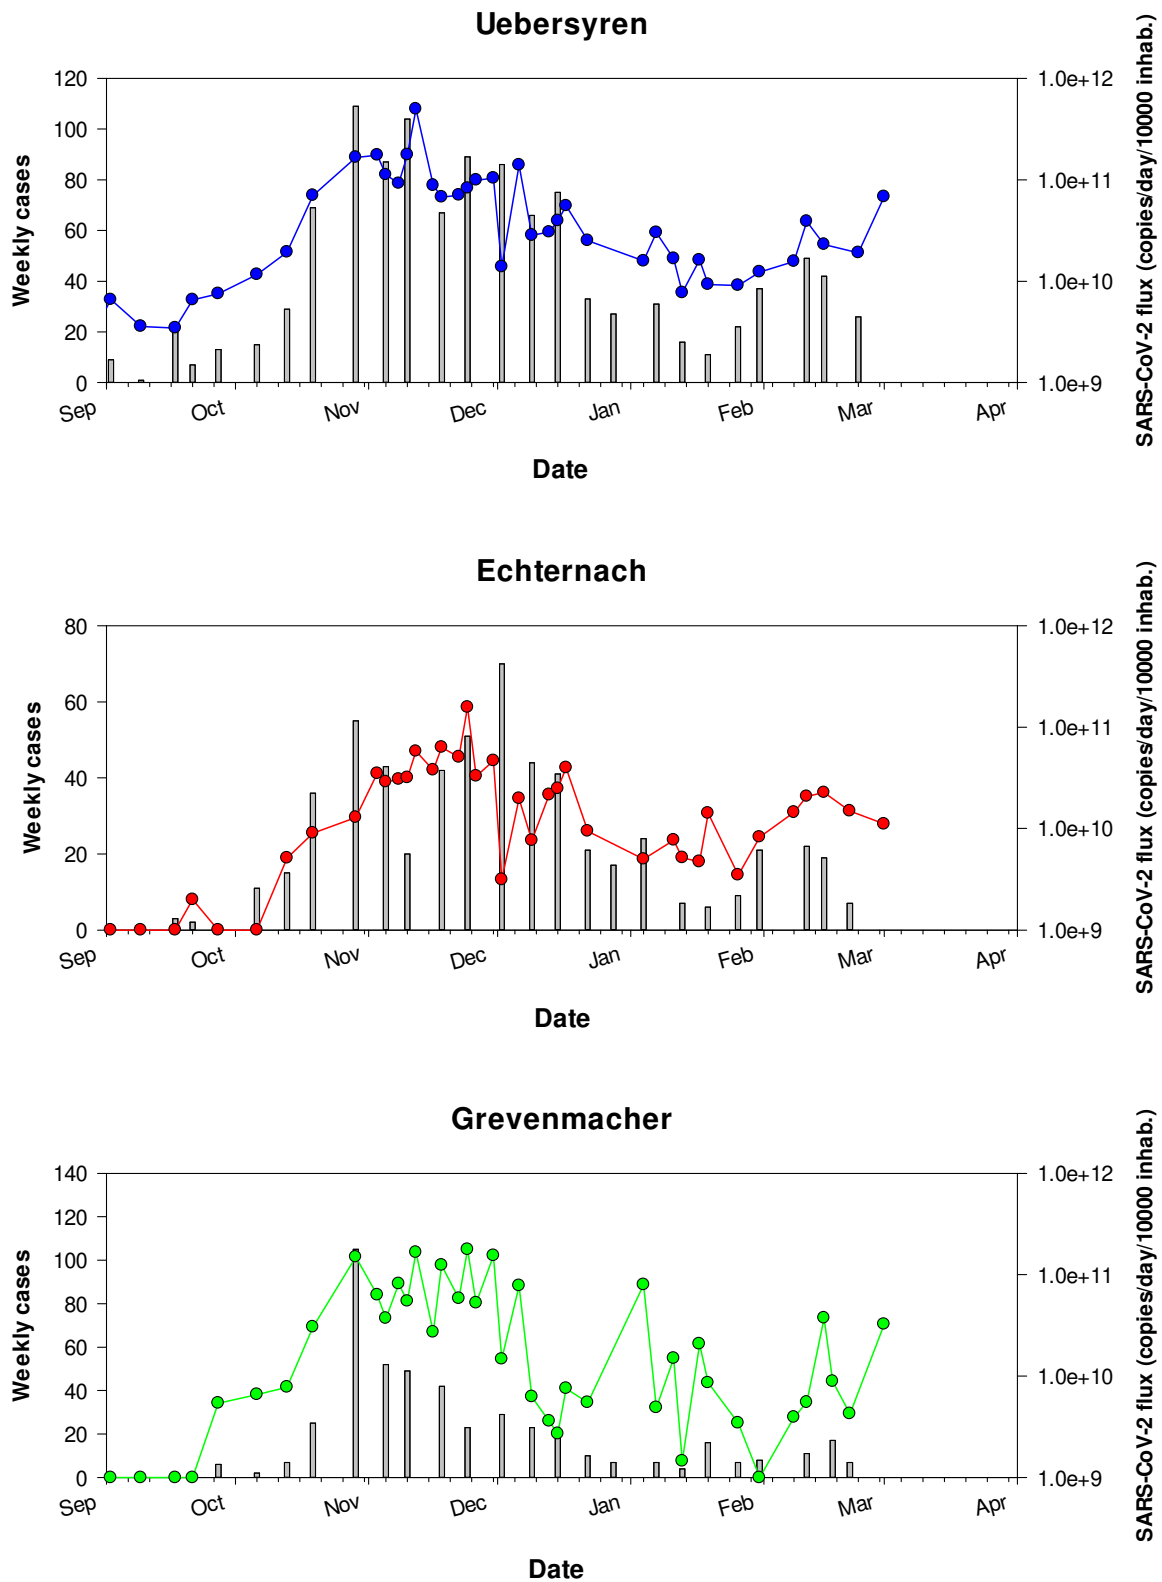 Uebersyren
Weekly cases
120
100
80
60
40
20
0
1.0e+12
1.0e+11
1.0e+10
1.0e+9
SARS-CoV-2 flux (copies/day/10000 inhab.)
Sep Oct Nov Dec Jan Feb Mar Apr
Date
Echternach
Weekly cases
80
60
40
20
0
1.0e+12
1.0e+11
1.0e+10
1.0e+9
SARS-CoV-2 flux (copies/day/10000 inhab.)
Sep Oct Nov Dec Jan Feb Mar Apr
Date
Grevenmacher
Weekly cases
140
120
100
80
60
40
20
0
1.0e+12
1.0e+11
1.0e+10
1.0e+9
SARS-CoV-2 flux (copies/day/10000 inhab.)
Sep Oct Nov Dec Jan Feb Mar Apr
Date